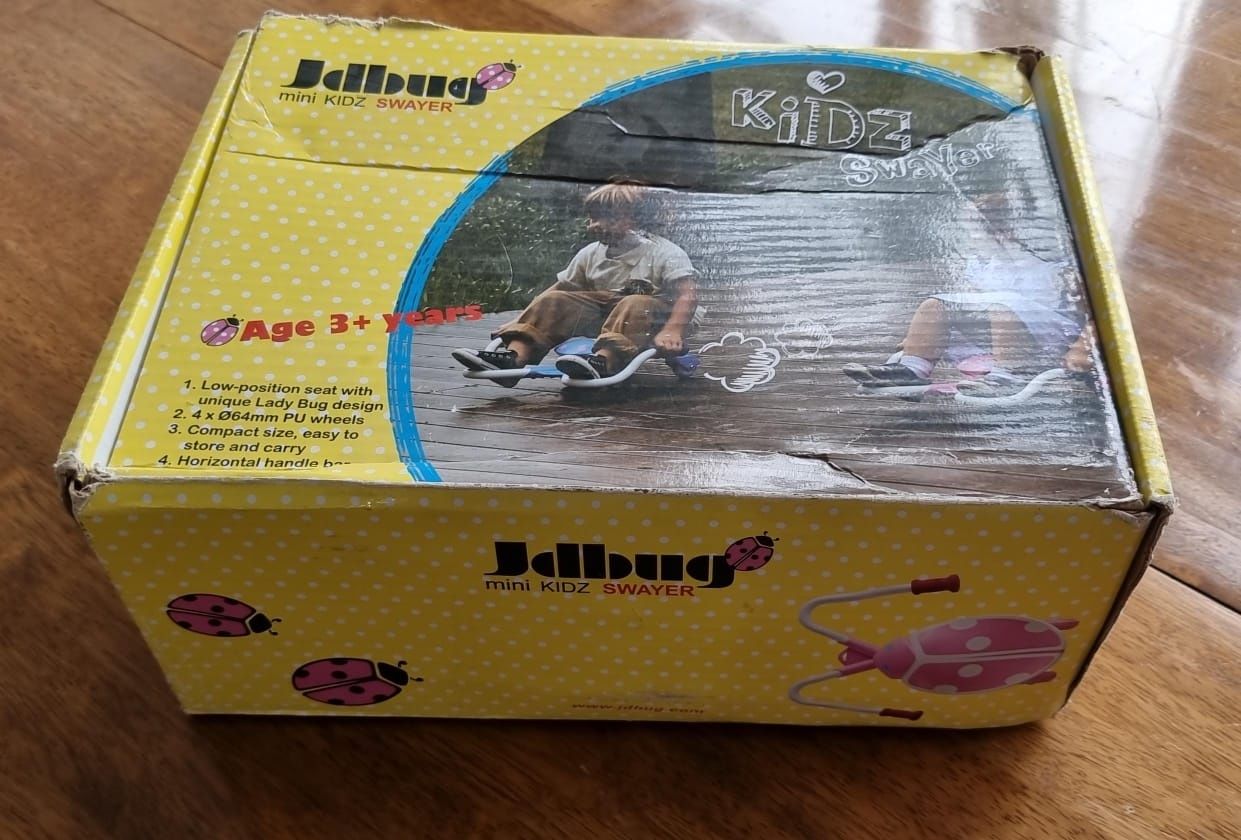 Jdbug
mini KIDZ SWAYER
KiDZ
Swayer
Age 3+ years
1. Low-position seat with
unique Lady Bug design
2. 4 x Ø64mm PU wheels
3. Compact size, easy to
store and carry
4. Horizontal handle
Jdbug
mini KIDZ SWAYER
www.jdbug.com